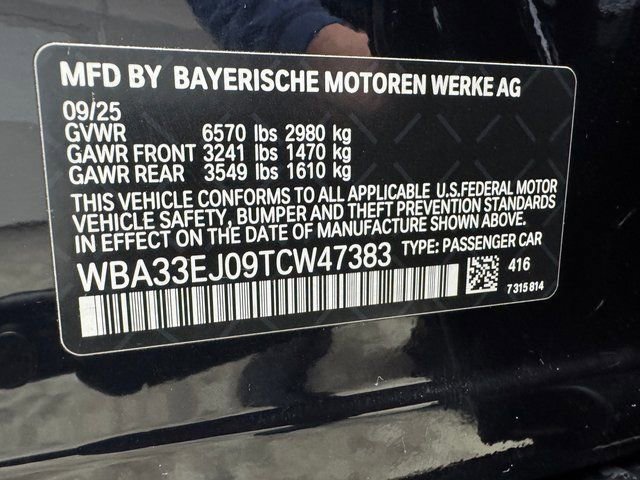 MFD BY BAYERISCHE MOTOREN WERKE AG
09/25
GVWR 6570 lbs 2980 kg
GAWR FRONT 3241 lbs 1470 kg
GAWR REAR 3549 lbs 1610 kg
THIS VEHICLE CONFORMS TO ALL APPLICABLE U.S.FEDERAL MOTOR
VEHICLE SAFETY, BUMPER AND THEFT PREVENTION STANDARDS
IN EFFECT ON THE DATE OF MANUFACTURE SHOWN ABOVE.
WBA33EJ09TCW47383 TYPE: PASSENGER CAR
416
7 315 814